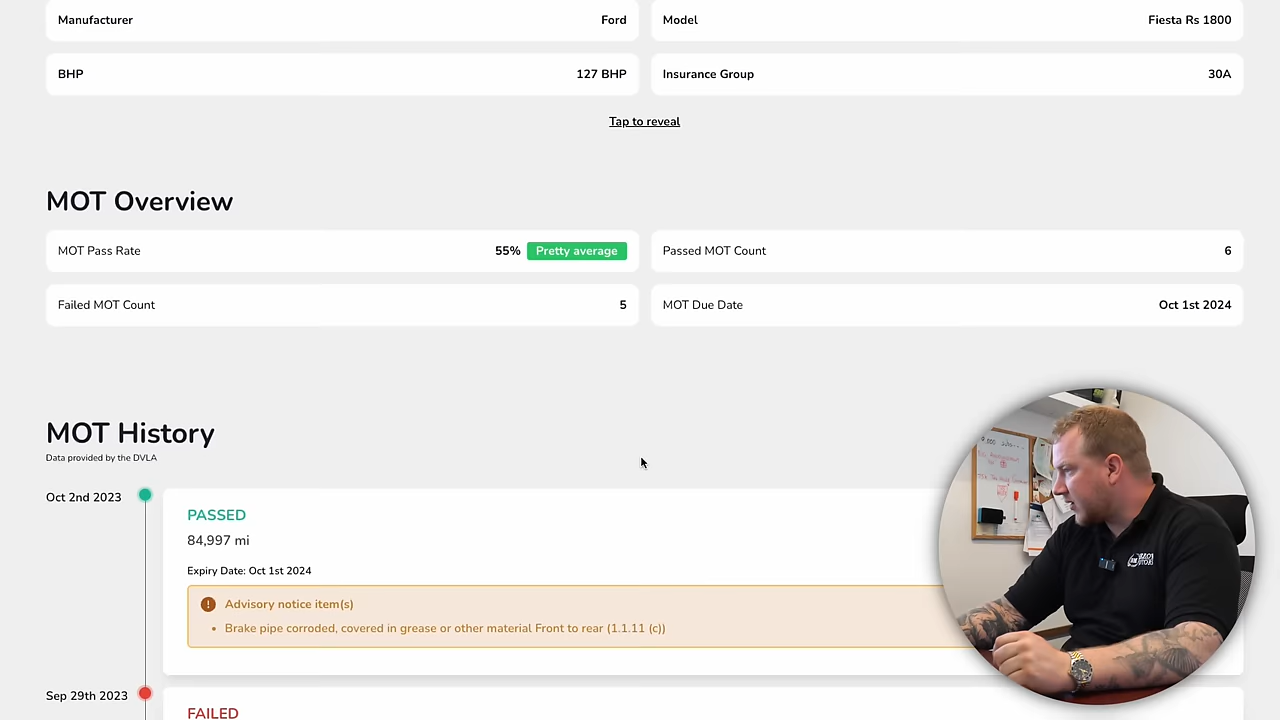 Manufacturer Ford Model Fiesta Rs 1800
BHP 127 BHP Insurance Group 30A
Tap to reveal
MOT Overview
MOT Pass Rate 55% Pretty average Passed MOT Count 6
Failed MOT Count 5 MOT Due Date Oct 1st 2024
MOT History
Data provided by the DVLA
Oct 2nd 2023
PASSED
84,997 mi
Expiry Date: Oct 1st 2024
Advisory notice item(s)
• Brake pipe corroded, covered in grease or other material Front to rear (1.1.11 (c))
Sep 29th 2023
FAILED